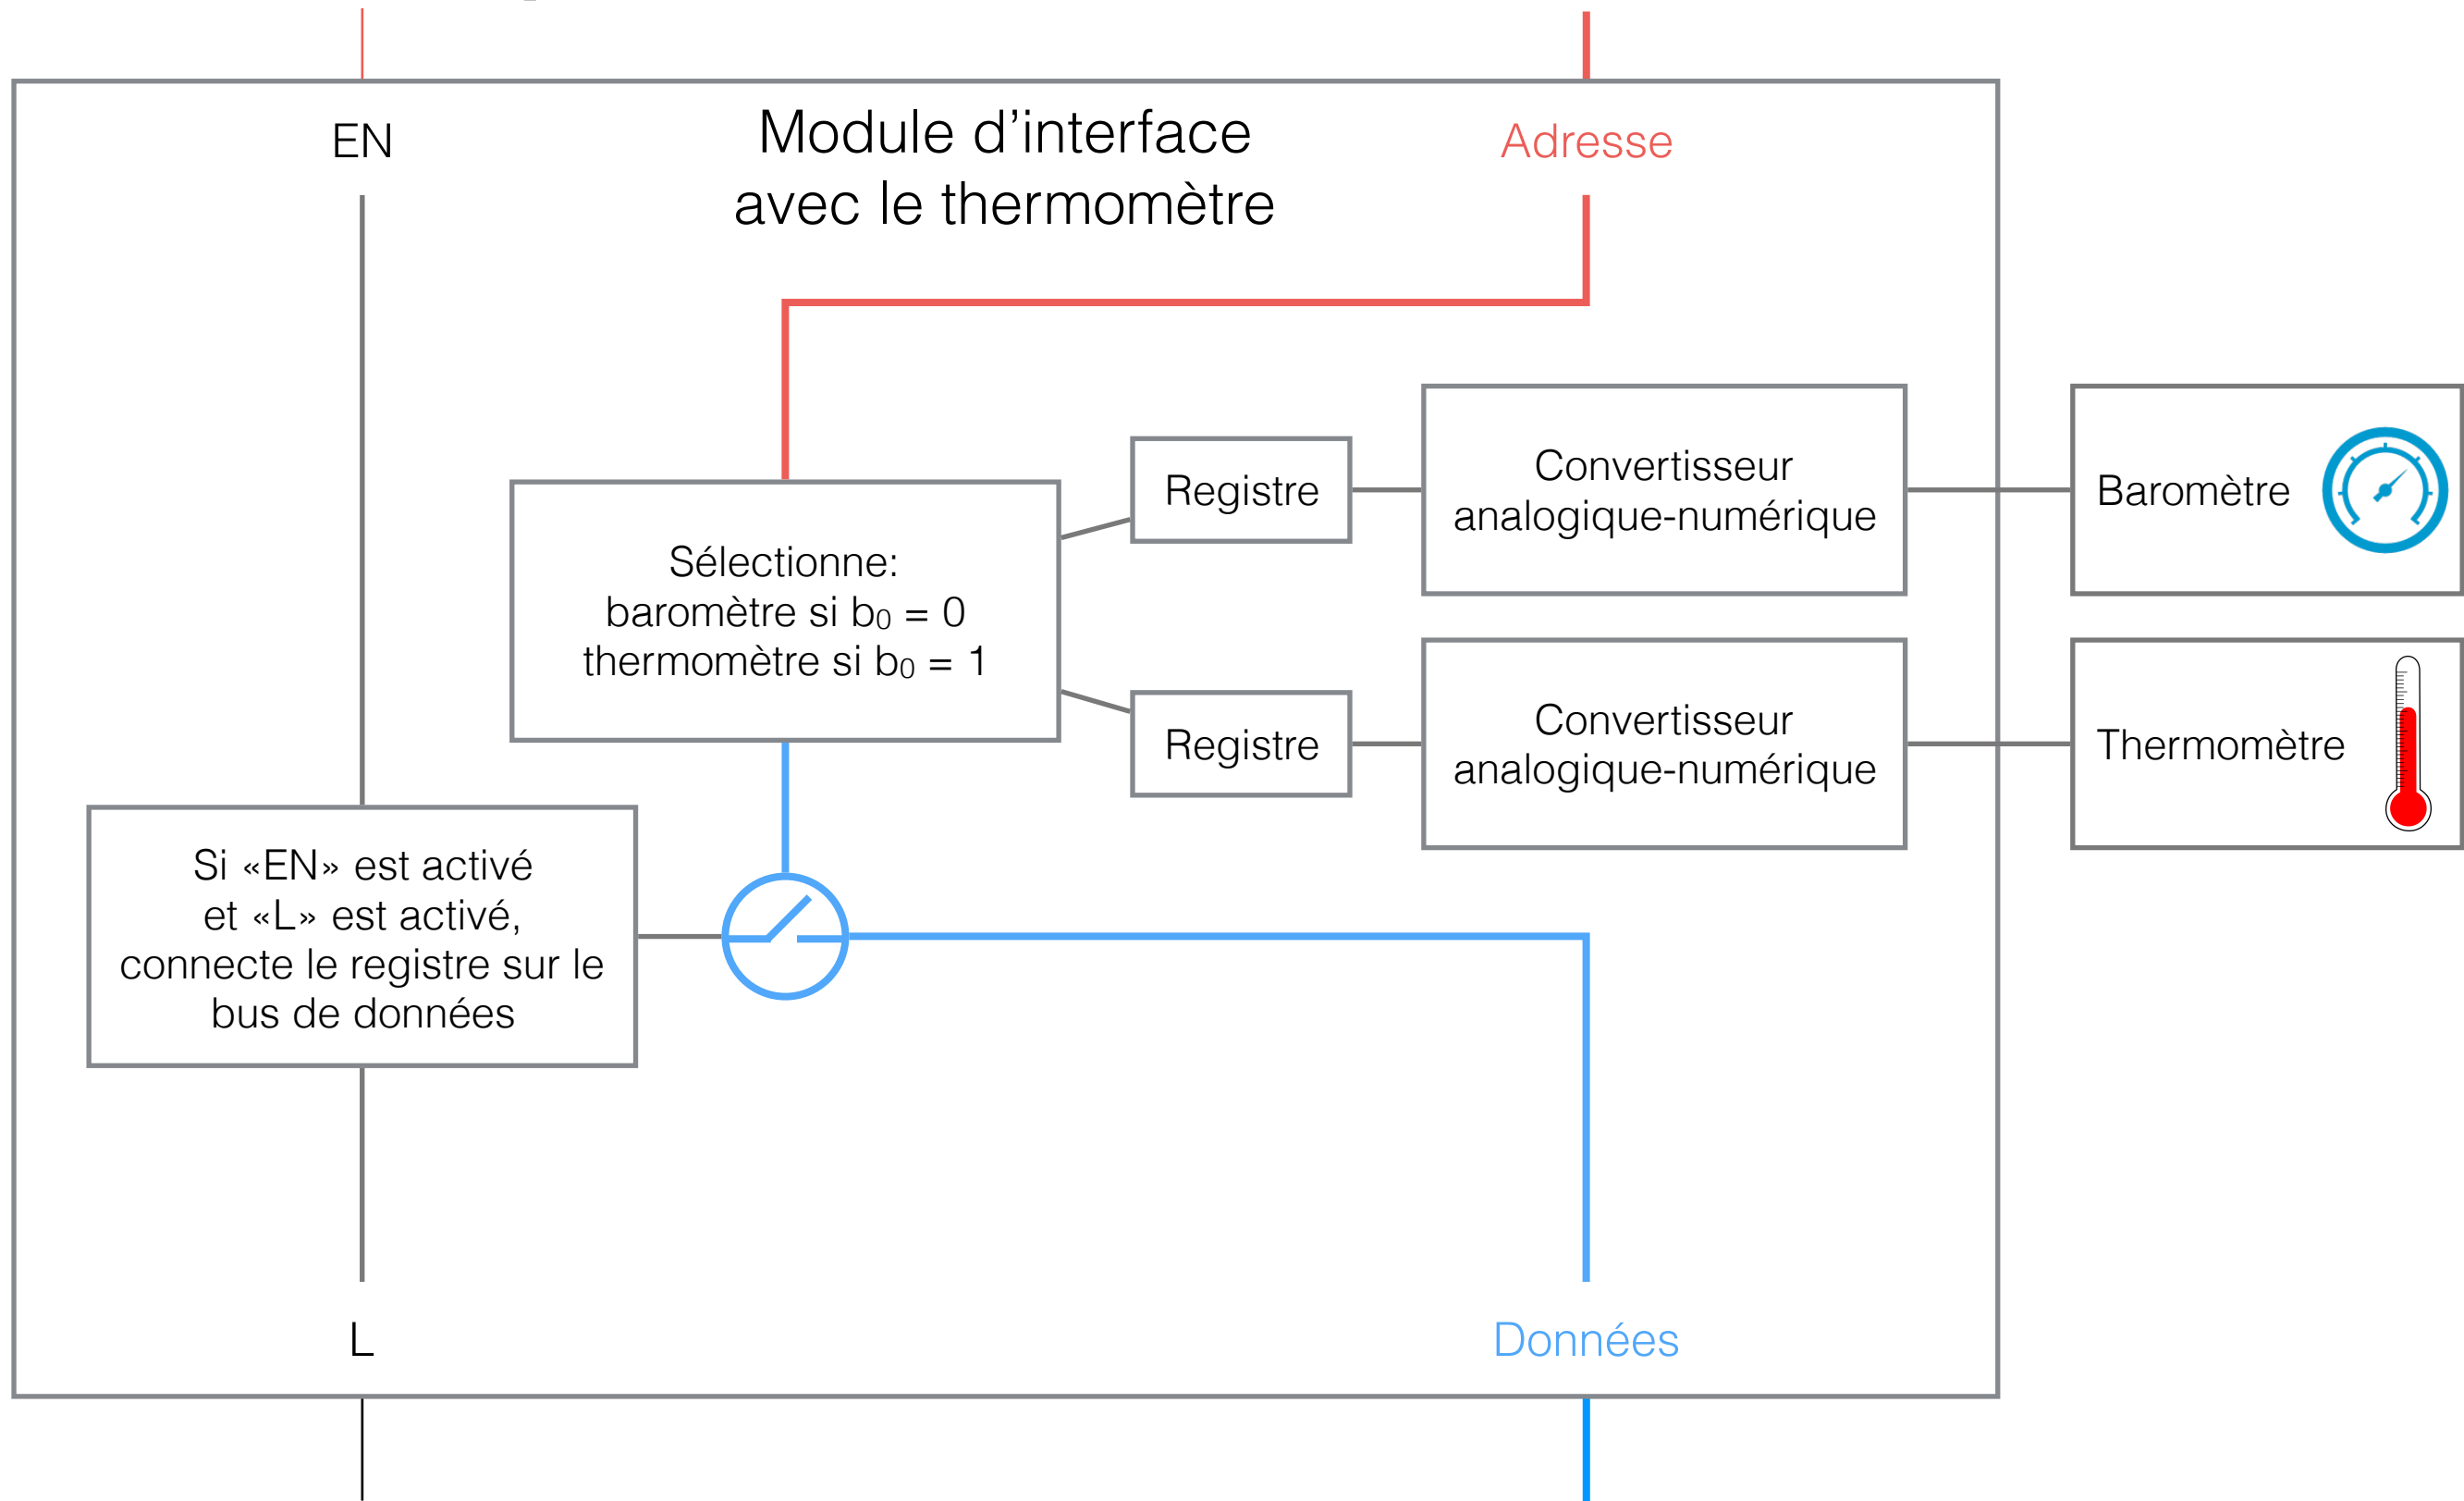 EN
Module d’interface
avec le thermomètre
Adresse
Registre
Convertisseur
analogique-numérique
Baromètre
Sélectionne:
baromètre si b₀ = 0
thermomètre si b₀ = 1
Registre
Convertisseur
analogique-numérique
Thermomètre
Si «EN» est activé
et «L» est activé,
connecte le registre sur le
bus de données
L
Données